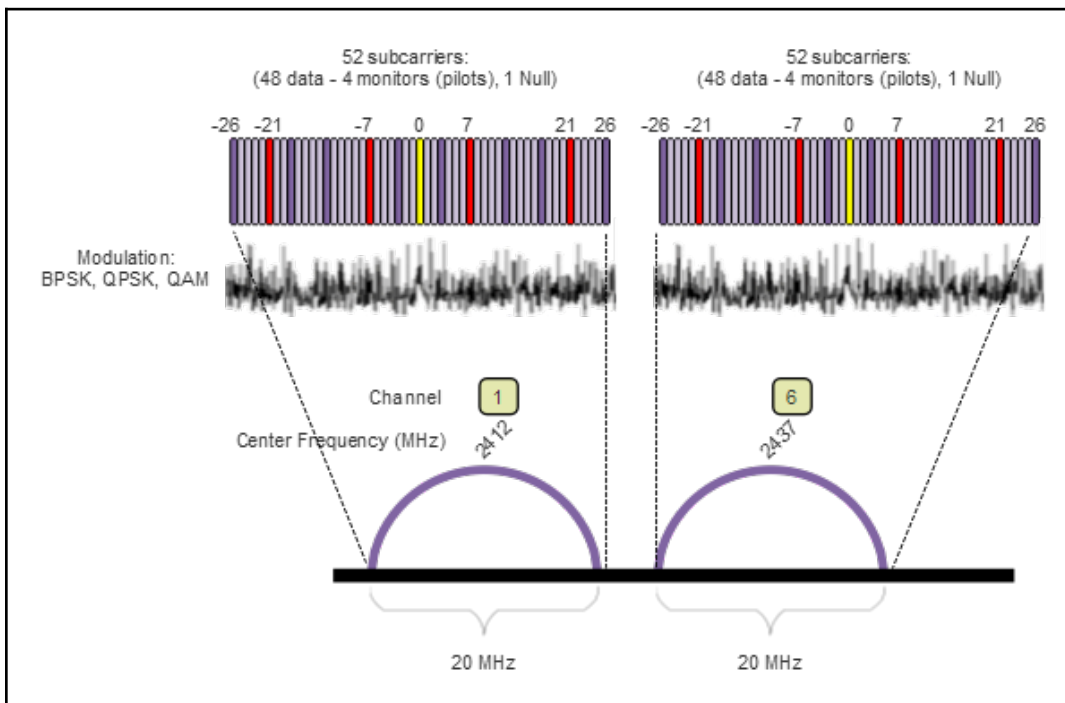 52 subcarriers:
(48 data - 4 monitors (pilots), 1 Null)
52 subcarriers:
(48 data - 4 monitors (pilots), 1 Null)
-26 -21 -7 0 7 21 26
-26 -21 -7 0 7 21 26
Modulation:
BPSK, QPSK, QAM
Channel 1 6
Center Frequency (MHz) 2412 2437
20 MHz 20 MHz